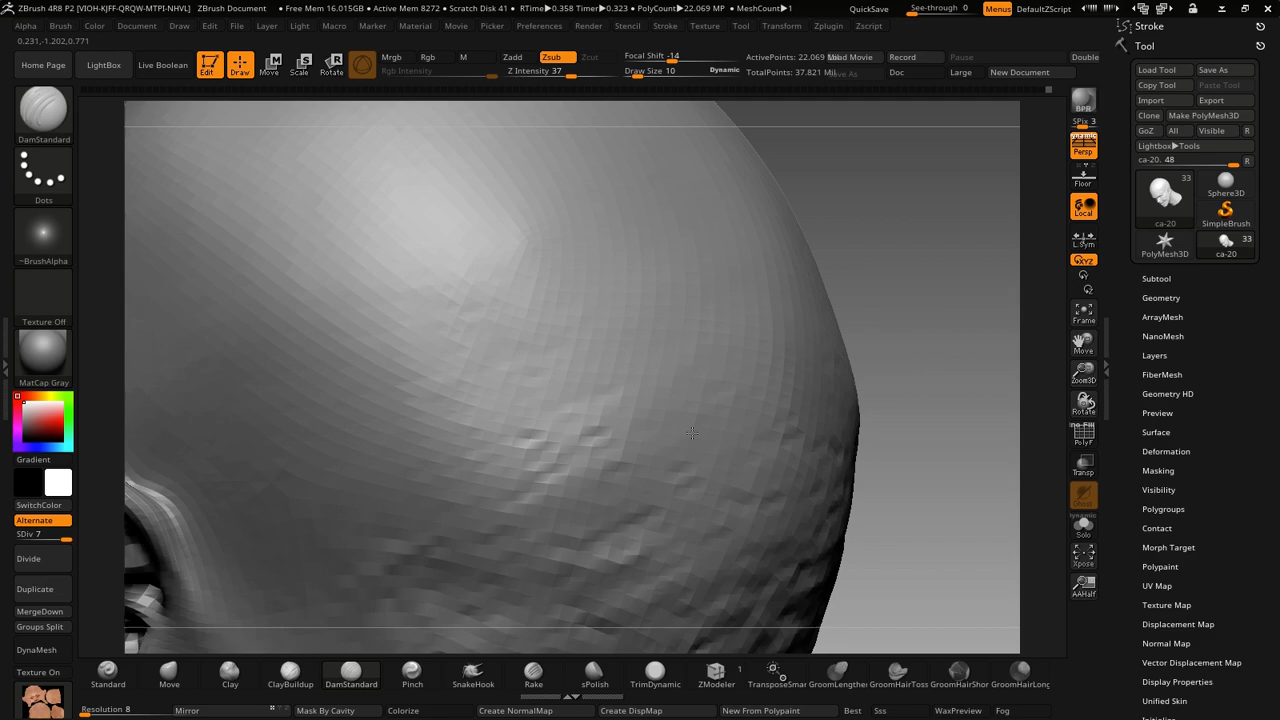 ZBrush 4R8 P2 [VIOH-KJFF-QRQW-MTPI-NHVL] ZBrush Document • Free Mem 16.015GB • Active Mem 8272 • Scratch Disk 41 • RTime▶0.358 Timer▶0.323 • PolyCount▶22.069 MP • MeshCount▶1 QuickSave See-through 0 Menus DefaultZScript
Alpha Brush Color Document Draw Edit File Layer Light Macro Marker Material Movie Picker Preferences Render Stencil Stroke Texture Tool Transform Zplugin Zscript
0.231,-1.202,0.771
Home Page LightBox Live Boolean Edit Draw Move Scale Rotate
Mrgb Rgb M Zadd Zsub
Rgb Intensity Z Intensity 37
Focal Shift -14
Draw Size 10 Dynamic
ActivePoints: 22.069 Mil Load Movie Record Pause Double
TotalPoints: 37.821 Mil Save As Doc Large New Document
DamStandard
Dots
~BrushAlpha
Texture Off
MatCap Gray
Gradient
SwitchColor
Alternate
SDiv 7
Divide
Duplicate
MergeDown
Groups Split
DynaMesh
Texture On
BPR
SPix 3
Dynamic
Persp
Floor
Local
L.Sym
XYZ
Frame
Move
Zoom3D
Rotate
PolyF
Transp
Dynamic
Solo
Xpose
AAHalf
Stroke
Tool
Load Tool Save As
Copy Tool Paste Tool
Import Export
Clone Make PolyMesh3D
GoZ All Visible R
Lightbox▶Tools
ca-20. 48 R
33
ca-20 Sphere3D
SimpleBrush
33
PolyMesh3D ca-20
Subtool
Geometry
ArrayMesh
NanoMesh
Layers
FiberMesh
Geometry HD
Preview
Surface
Deformation
Masking
Visibility
Polygroups
Contact
Morph Target
Polypaint
UV Map
Texture Map
Displacement Map
Normal Map
Vector Displacement Map
Display Properties
Unified Skin
Standard Move Clay ClayBuildup DamStandard Pinch SnakeHook Rake sPolish TrimDynamic 1 ZModeler TransposeSmar GroomLengthe GroomHairToss GroomHairShor GroomHairLong
Resolution 8 Mirror Mask By Cavity Colorize Create NormalMap Create DispMap New From Polypaint Best Sss WaxPreview Fog